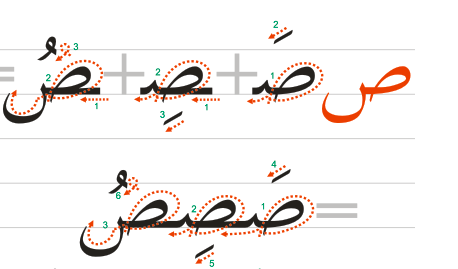 ص صَـ + ـصِـ + ـصُ =
= صَصِصُ